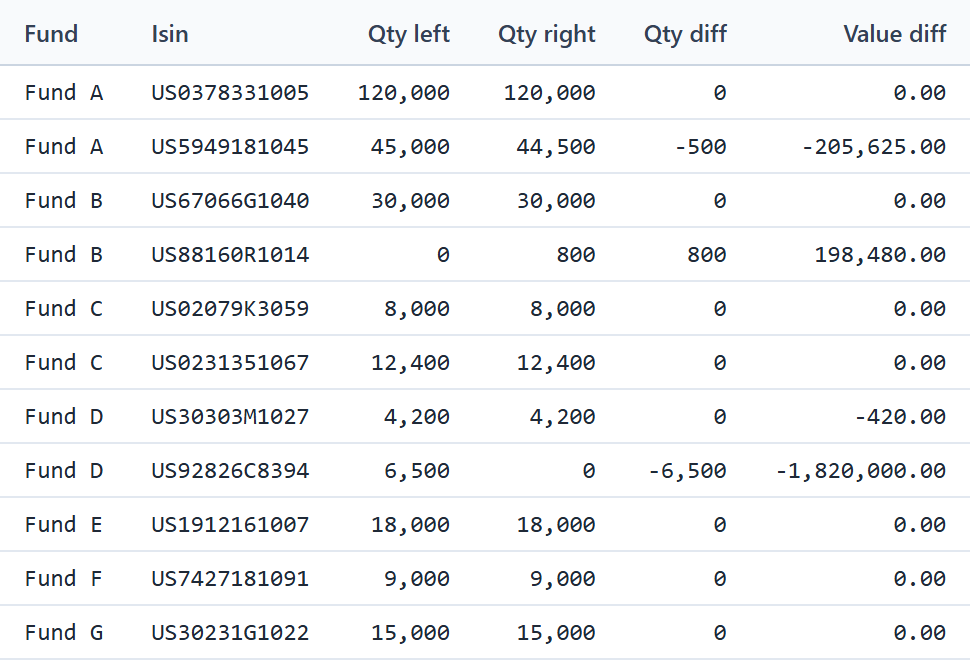 Fund Isin Qty left Qty right Qty diff Value diff
Fund A US0378331005 120,000 120,000 0 0.00
Fund A US5949181045 45,000 44,500 -500 -205,625.00
Fund B US67066G1040 30,000 30,000 0 0.00
Fund B US88160R1014 0 800 800 198,480.00
Fund C US02079K3059 8,000 8,000 0 0.00
Fund C US0231351067 12,400 12,400 0 0.00
Fund D US30303M1027 4,200 4,200 0 -420.00
Fund D US92826C8394 6,500 0 -6,500 -1,820,000.00
Fund E US1912161007 18,000 18,000 0 0.00
Fund F US7427181091 9,000 9,000 0 0.00
Fund G US30231G1022 15,000 15,000 0 0.00